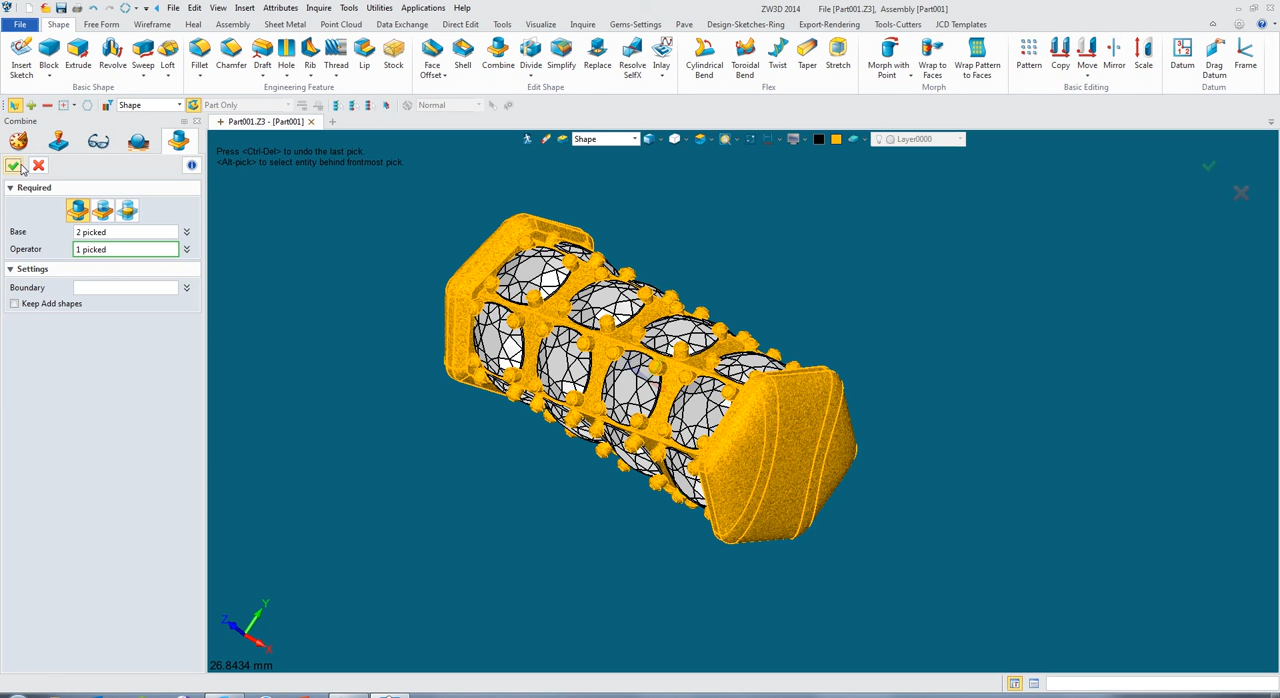 File Edit View Insert Attributes Inquire Tools Utilities Applications Help ZW3D 2014 File [Part001.Z3], Assembly [Part001]
File Shape Free Form Wireframe Heal Assembly Sheet Metal Point Cloud Data Exchange Direct Edit Tools Visualize Inquire Gems-Settings Pave Design-Sketches-Ring Export-Rendering Tools-Cutters JCD Templates
Insert Sketch Block Extrude Revolve Sweep Loft Fillet Chamfer Draft Hole Rib Thread Lip Stock Face Offset Shell Combine Divide Simplify Replace Resolve SelfX Inlay Cylindrical Bend Toroidal Bend Twist Taper Stretch Morph with Point Wrap to Faces Wrap Pattern to Faces Pattern Copy Move Mirror Scale Datum Drag Datum Frame
Basic Shape Engineering Feature Edit Shape Flex Morph Basic Editing Datum
Shape Part Only Normal
Combine
Part001.Z3 - [Part001]
Shape Layer0000
Press <Ctrl-Del> to undo the last pick.
<Alt-pick> to select entity behind frontmost pick.
Required
Base 2 picked
Operator 1 picked
Settings
Boundary
Keep Add shapes
Y
Z
X
26.8434 mm